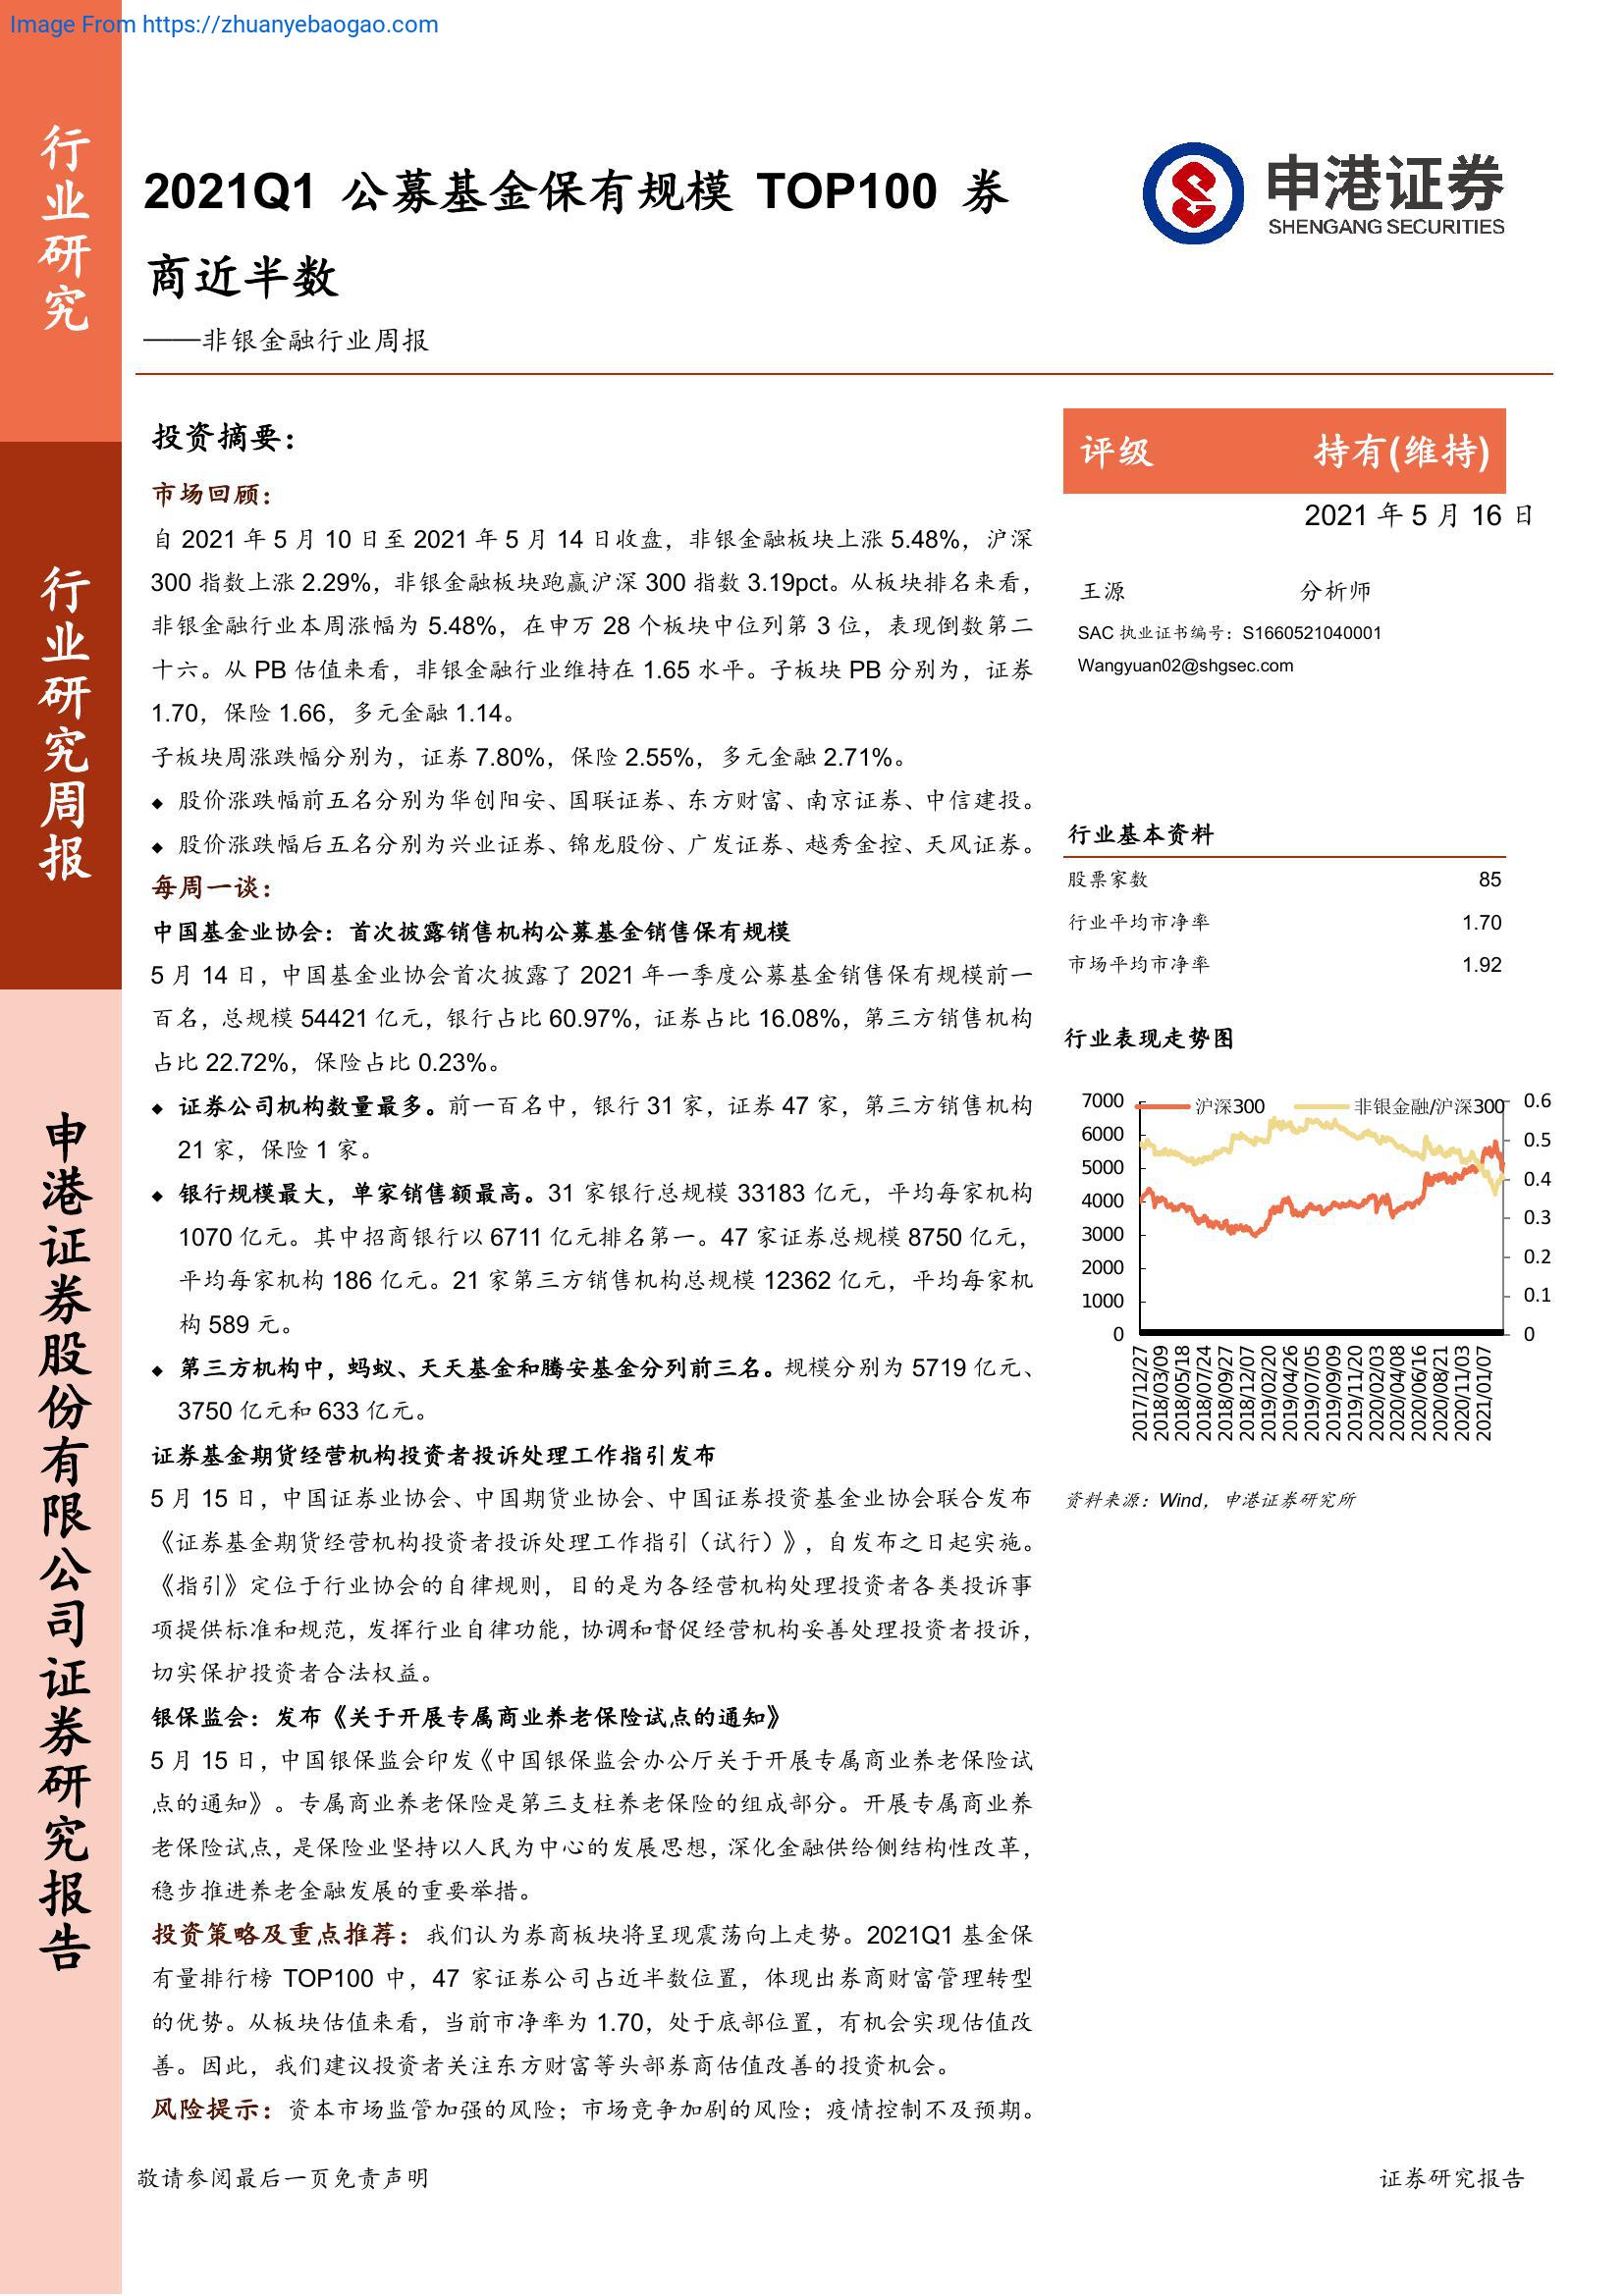 Image From https://zhuanyebaogao.com
行业研究
行业研究周报
申港证券股份有限公司证券研究报告
2021Q1 公募基金保有规模 TOP100 券
商近半数
——非银金融行业周报
申港证券
SHENGANG SECURITIES
投资摘要：
市场回顾：
自 2021 年 5 月 10 日至 2021 年 5 月 14 日收盘，非银金融板块上涨 5.48%，沪深
300 指数上涨 2.29%，非银金融板块跑赢沪深 300 指数 3.19pct。从板块排名来看，
非银金融行业本周涨幅为 5.48%，在申万 28 个板块中位列第 3 位，表现倒数第二
十六。从 PB 估值来看，非银金融行业维持在 1.65 水平。子板块 PB 分别为，证券
1.70，保险 1.66，多元金融 1.14。
子板块周涨跌幅分别为，证券 7.80%，保险 2.55%，多元金融 2.71%。
◆ 股价涨跌幅前五名分别为华创阳安、国联证券、东方财富、南京证券、中信建投。
◆ 股价涨跌幅后五名分别为兴业证券、锦龙股份、广发证券、越秀金控、天风证券。
每周一谈：
中国基金业协会：首次披露销售机构公募基金销售保有规模
5 月 14 日，中国基金业协会首次披露了 2021 年一季度公募基金销售保有规模前一
百名，总规模 54421 亿元，银行占比 60.97%，证券占比 16.08%，第三方销售机构
占比 22.72%，保险占比 0.23%。
◆ 证券公司机构数量最多。前一百名中，银行 31 家，证券 47 家，第三方销售机构
21 家，保险 1 家。
◆ 银行规模最大，单家销售额最高。31 家银行总规模 33183 亿元，平均每家机构
1070 亿元。其中招商银行以 6711 亿元排名第一。47 家证券总规模 8750 亿元，
平均每家机构 186 亿元。21 家第三方销售机构总规模 12362 亿元，平均每家机
构 589 元。
◆ 第三方机构中，蚂蚁、天天基金和腾安基金分列前三名。规模分别为 5719 亿元、
3750 亿元和 633 亿元。
证券基金期货经营机构投资者投诉处理工作指引发布
5 月 15 日，中国证券业协会、中国期货业协会、中国证券投资基金业协会联合发布
《证券基金期货经营机构投资者投诉处理工作指引（试行）》，自发布之日起实施。
《指引》定位于行业协会的自律规则，目的是为各经营机构处理投资者各类投诉事
项提供标准和规范，发挥行业自律功能，协调和督促经营机构妥善处理投资者投诉，
切实保护投资者合法权益。
银保监会：发布《关于开展专属商业养老保险试点的通知》
5 月 15 日，中国银保监会印发《中国银保监会办公厅关于开展专属商业养老保险试
点的通知》。专属商业养老保险是第三支柱养老保险的组成部分。开展专属商业养
老保险试点，是保险业坚持以人民为中心的发展思想，深化金融供给侧结构性改革，
稳步推进养老金融发展的重要举措。
投资策略及重点推荐：我们认为券商板块将呈现震荡向上走势。2021Q1 基金保
有量排行榜 TOP100 中，47 家证券公司占近半数位置，体现出券商财富管理转型
的优势。从板块估值来看，当前市净率为 1.70，处于底部位置，有机会实现估值改
善。因此，我们建议投资者关注东方财富等头部券商估值改善的投资机会。
风险提示：资本市场监管加强的风险；市场竞争加剧的风险；疫情控制不及预期。
评级 持有(维持)
2021 年 5 月 16 日
王源 分析师
SAC 执业证书编号：S1660521040001
Wangyuan02@shgsec.com
行业基本资料
股票家数 85
行业平均市净率 1.70
市场平均市净率 1.92
行业表现走势图
沪深300 非银金融/沪深300
7000
6000
5000
4000
3000
2000
1000
0
0.6
0.5
0.4
0.3
0.2
0.1
0
2017/12/27
2018/03/09
2018/05/18
2018/07/24
2018/09/27
2018/12/07
2019/02/20
2019/04/26
2019/07/05
2019/09/09
2019/11/20
2020/02/03
2020/04/08
2020/06/16
2020/08/21
2020/11/03
2021/01/07
资料来源：Wind，申港证券研究所
敬请参阅最后一页免责声明
证券研究报告